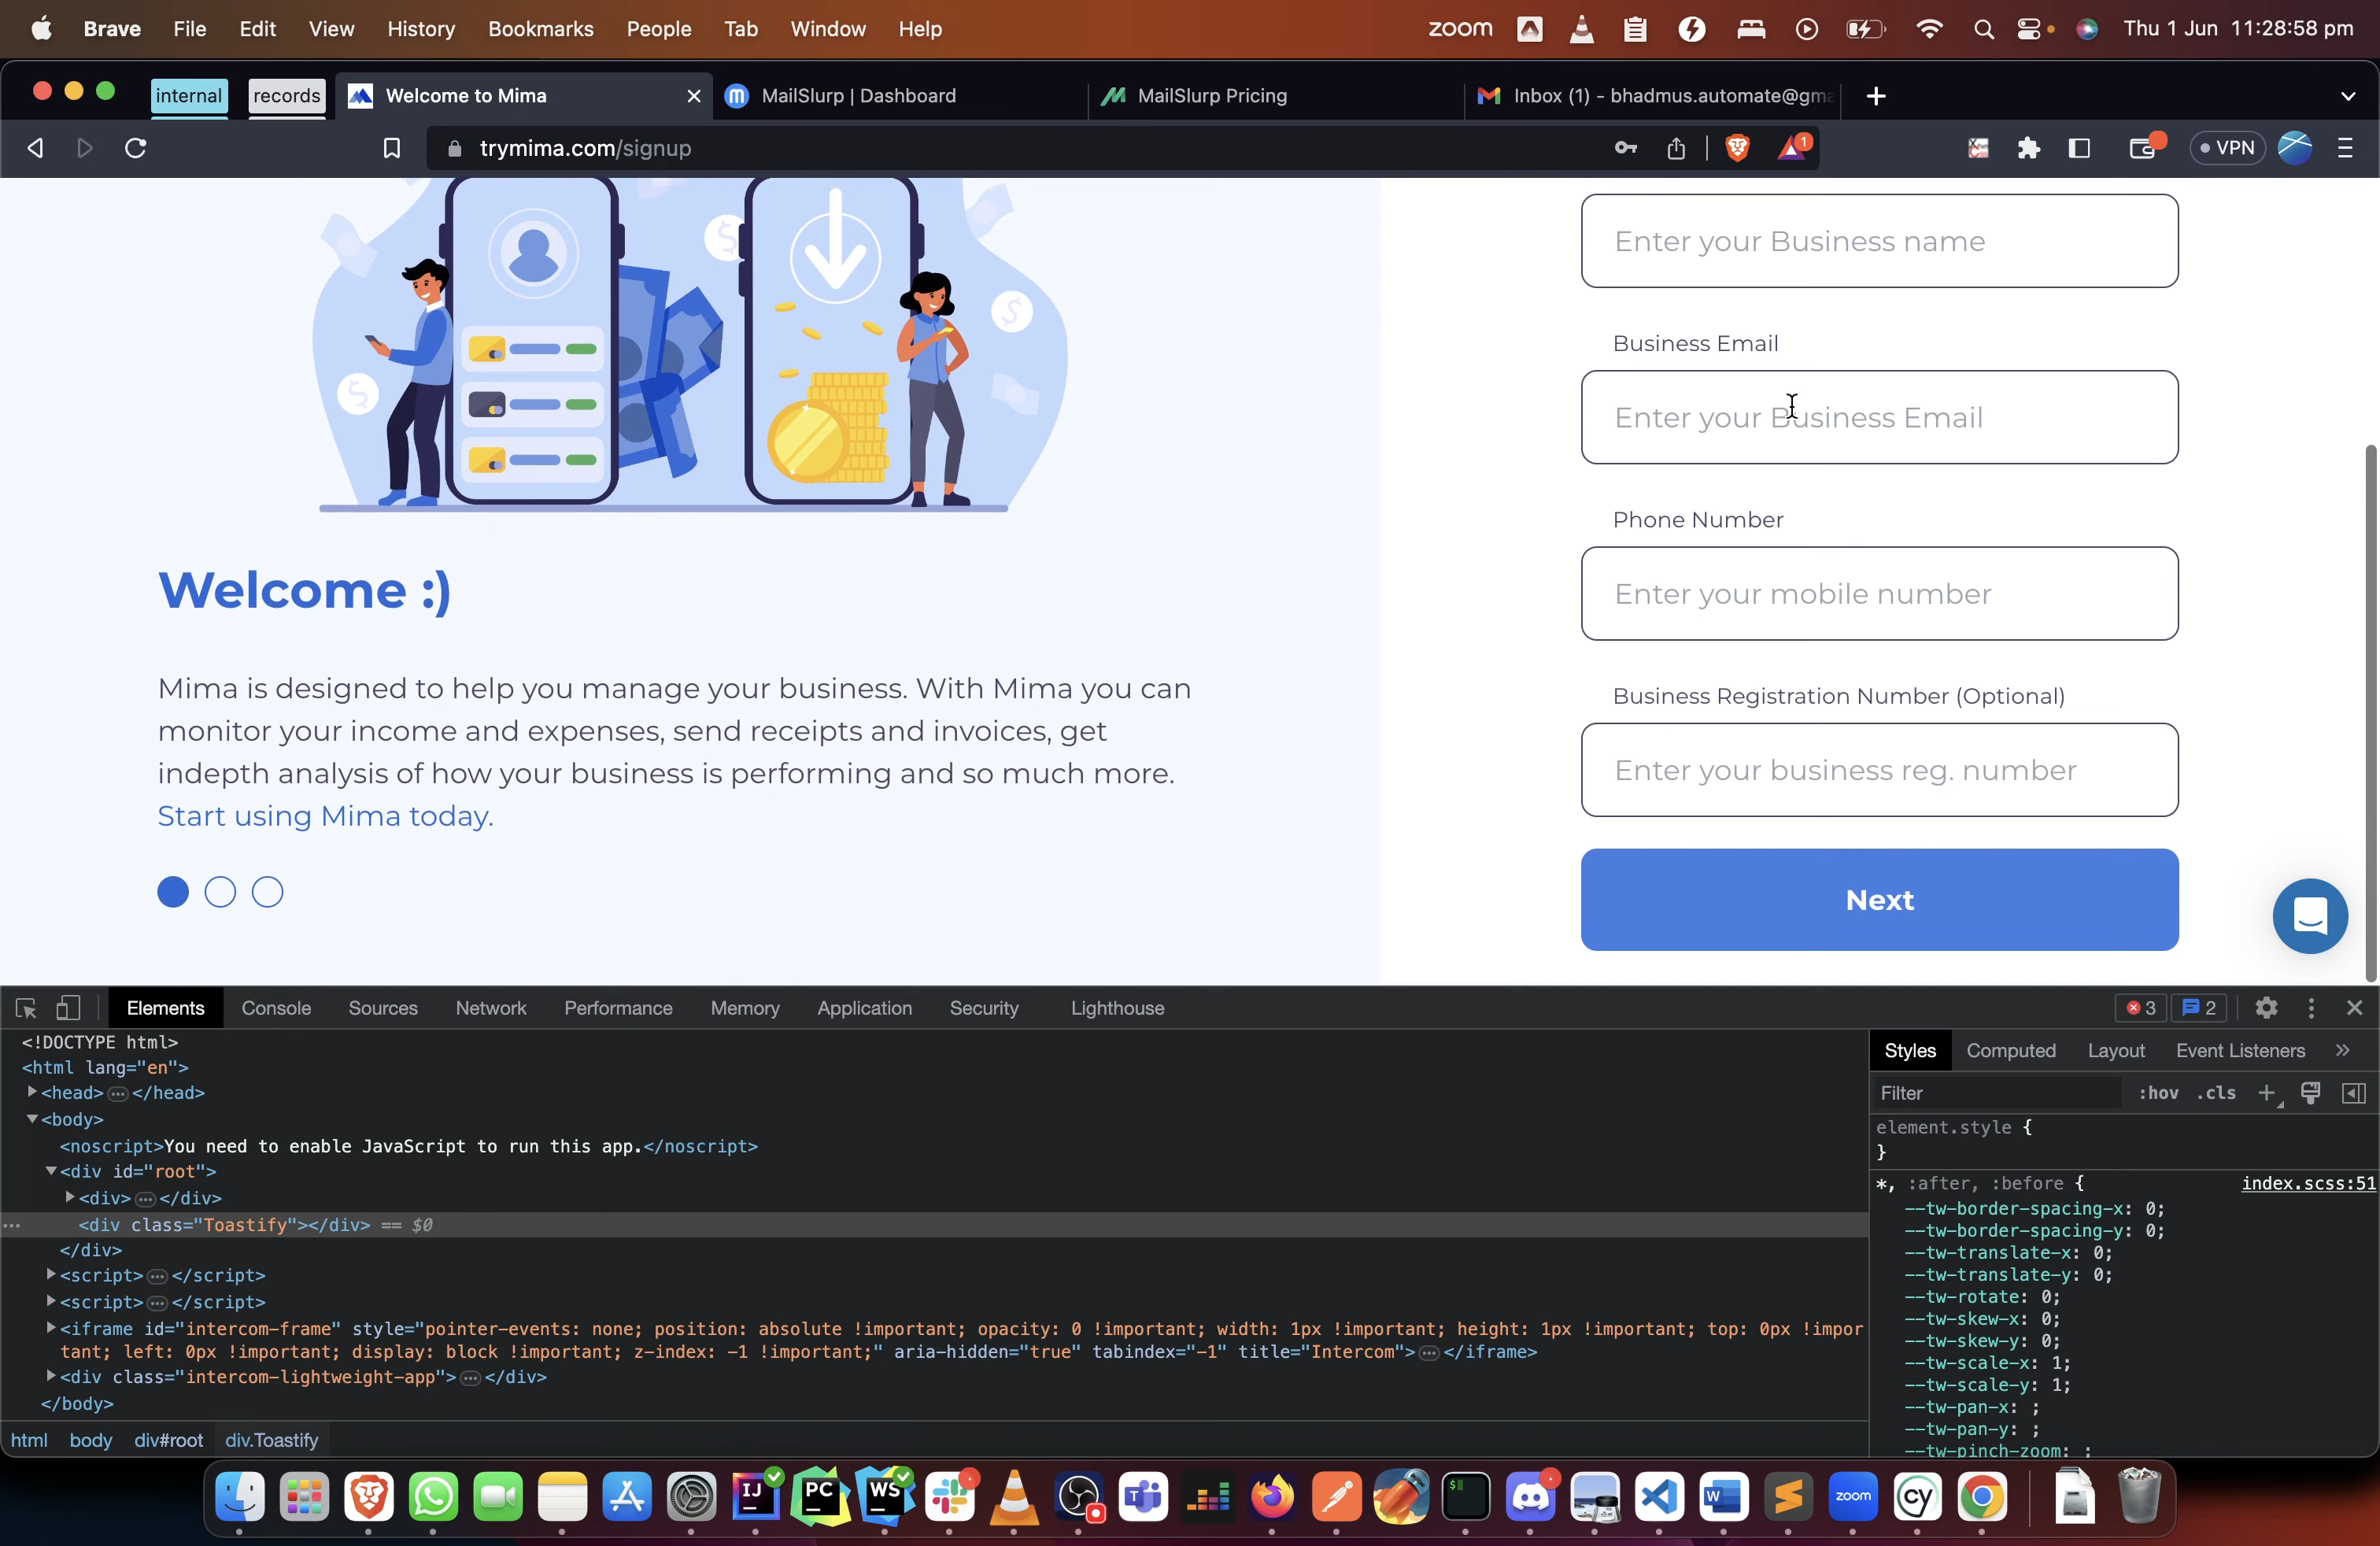 Brave File Edit View History Bookmarks People Tab Window Help zoom Thu 1 Jun 11:28:58 pm
internal records Welcome to Mima MailSlurp | Dashboard MailSlurp Pricing Inbox (1) - bhadmus.automate@gma
trymima.com/signup 1 VPN
Enter your Business name
Business Email
Enter your Business Email
Phone Number
Enter your mobile number
Business Registration Number (Optional)
Enter your business reg. number
Next
Welcome :)
Mima is designed to help you manage your business. With Mima you can
monitor your income and expenses, send receipts and invoices, get
indepth analysis of how your business is performing and so much more.
Start using Mima today.
Elements Console Sources Network Performance Memory Application Security Lighthouse 3 2
<!DOCTYPE html>
<html lang="en">
<head>…</head>
<body>
<noscript>You need to enable JavaScript to run this app.</noscript>
<div id="root">
<div>…</div>
<div class="Toastify"></div> == $0
</div>
<script>…</script>
<script>…</script>
<iframe id="intercom-frame" style="pointer-events: none; position: absolute !important; opacity: 0 !important; width: 1px !important; height: 1px !important; top: 0px !impor
tant; left: 0px !important; display: block !important; z-index: -1 !important;" aria-hidden="true" tabindex="-1" title="Intercom">…</iframe>
<div class="intercom-lightweight-app">…</div>
</body>
html body div#root div.Toastify
Styles Computed Layout Event Listeners »
Filter :hov .cls +
element.style {
}
*, :after, :before { index.scss:51
--tw-border-spacing-x: 0;
--tw-border-spacing-y: 0;
--tw-translate-x: 0;
--tw-translate-y: 0;
--tw-rotate: 0;
--tw-skew-x: 0;
--tw-skew-y: 0;
--tw-scale-x: 1;
--tw-scale-y: 1;
--tw-pan-x: ;
--tw-pan-y: ;
--tw-pinch-zoom: ;
IJ PC WS W zoom cy